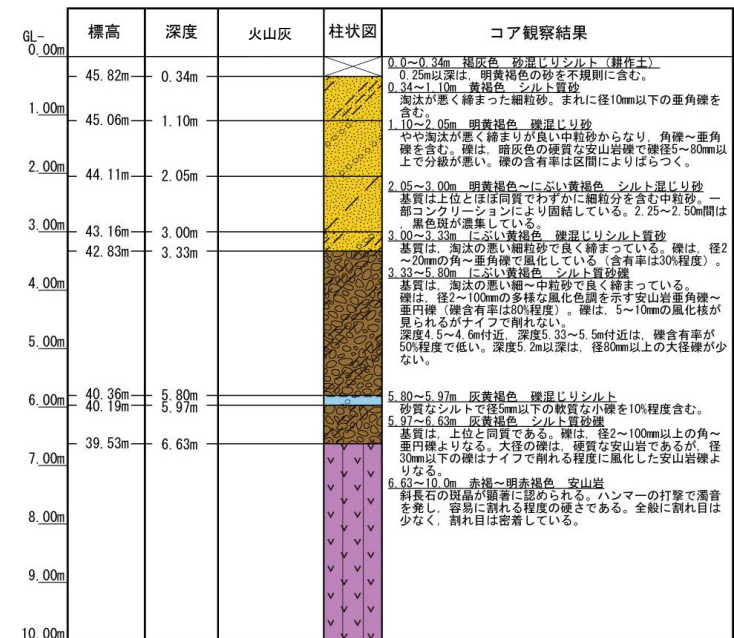 GL-
0.00m
標高
深度
火山灰
柱状図
コア観察結果
45.82m
0.34m
45.06m
1.10m
44.11m
2.05m
43.16m
3.00m
42.83m
3.33m
40.36m
5.80m
40.19m
5.97m
39.53m
6.63m
1.00m
2.00m
3.00m
4.00m
5.00m
6.00m
7.00m
8.00m
9.00m
10.00m
0.0～0.34m 褐灰色 砂混じりシルト（耕作土）
0.25m以深は，明黄褐色の砂を不規則に含む。
0.34～1.10m 黄褐色 シルト質砂
淘汰が悪く締まった細粒砂。まれに径10mm以下の亜角礫を
含む。
1.10～2.05m 明黄褐色 礫混じり砂
やや淘汰が悪く締まりが良い中粒砂からなり，角礫～亜角
礫を含む。礫は，暗灰色の硬質な安山岩礫で礫径5～80mm以
上で分級が悪い。礫の含有率は区間によりばらつく。
2.05～3.00m 明黄褐色～にぶい黄褐色 シルト混じり砂
基質は上位とほぼ同質でわずかに細粒分を含む中粒砂。一
部コンクリーションにより固結している。2.25～2.50m間は
黒色斑が濃集している。
3.00～3.33m にぶい黄褐色 礫混じりシルト質砂
基質は，淘汰の悪い細粒砂で良く締まっている。礫は，径2
～20mmの角～亜角礫で風化している（含有率は30%程度）。
3.33～5.80m にぶい黄褐色 シルト質砂礫
基質は，淘汰の悪い細～中粒砂で良く締まっている。
礫は，径2～100mmの多様な風化色調を示す安山岩亜角礫～
亜円礫（礫含有率は80%程度）。礫は，5～10mmの風化核が
見られるがナイフで削れない。
深度4.5～4.6m付近，深度5.33～5.5m付近は，礫含有率が
50%程度で低い。深度5.2m以深は，径80mm以上の大径礫が少
ない。
5.80～5.97m 灰黄褐色 礫混じりシルト
砂質なシルトで径5mm以下の軟質な小礫を10%程度含む。
5.97～6.63m 灰黄褐色 シルト質砂礫
基質は，上位と同質である。礫は，径2～100mm以上の角～
亜円礫よりなる。大径の礫は，硬質な安山岩であるが，径
30mm以下の礫はナイフで削れる程度に風化した安山岩礫よ
りなる。
6.63～10.0m 赤褐～明赤褐色 安山岩
斜長石の斑晶が顕著に認められる。ハンマーの打撃で濁音
を発し，容易に割れる程度の硬さである。全般に割れ目は
少なく，割れ目は密着している。